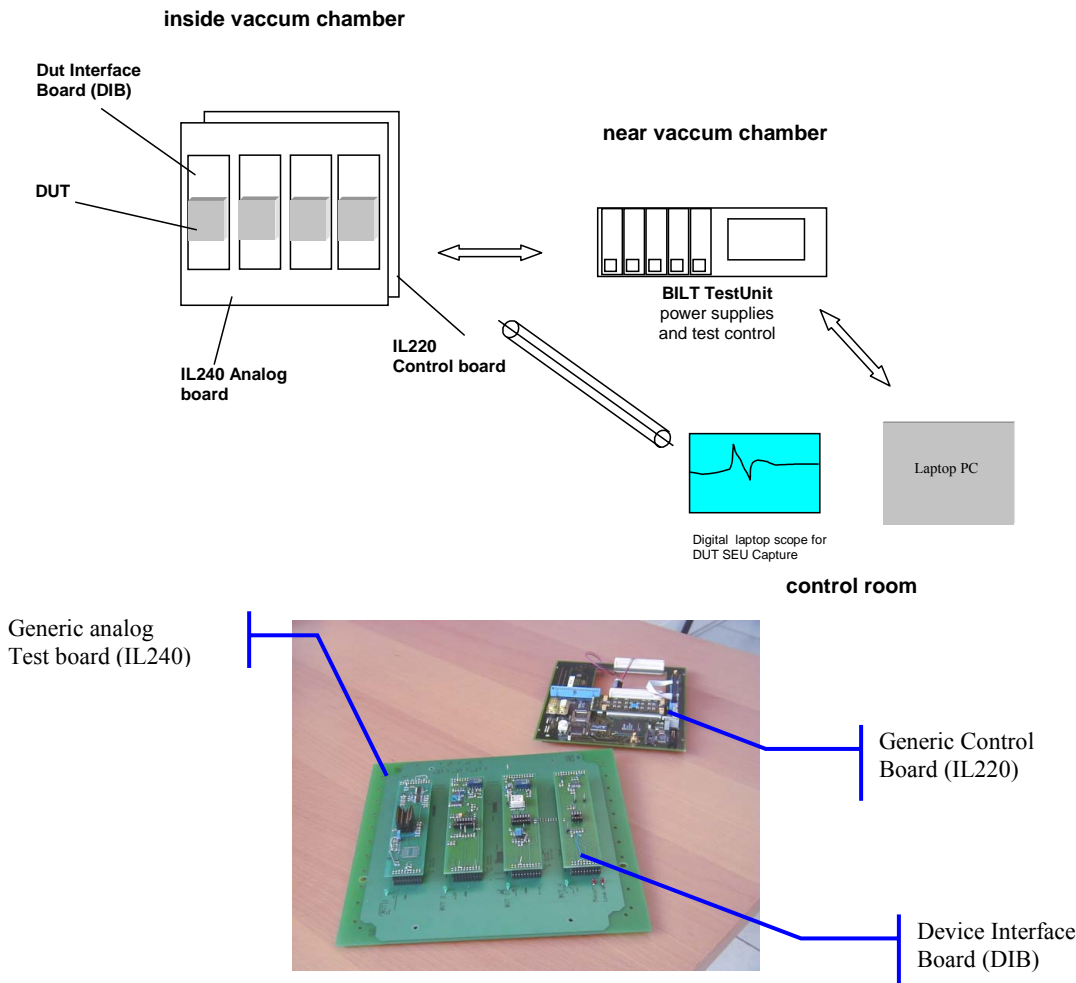 inside vaccum chamber
Dut Interface
Board (DIB)
near vaccum chamber
DUT
BILT TestUnit
power supplies
and test control
IL220
Control board
IL240 Analog
board
Laptop PC
Digital laptop scope for
DUT SEU Capture
control room
Generic analog
Test board (IL240)
Generic Control
Board (IL220)
Device Interface
Board (DIB)